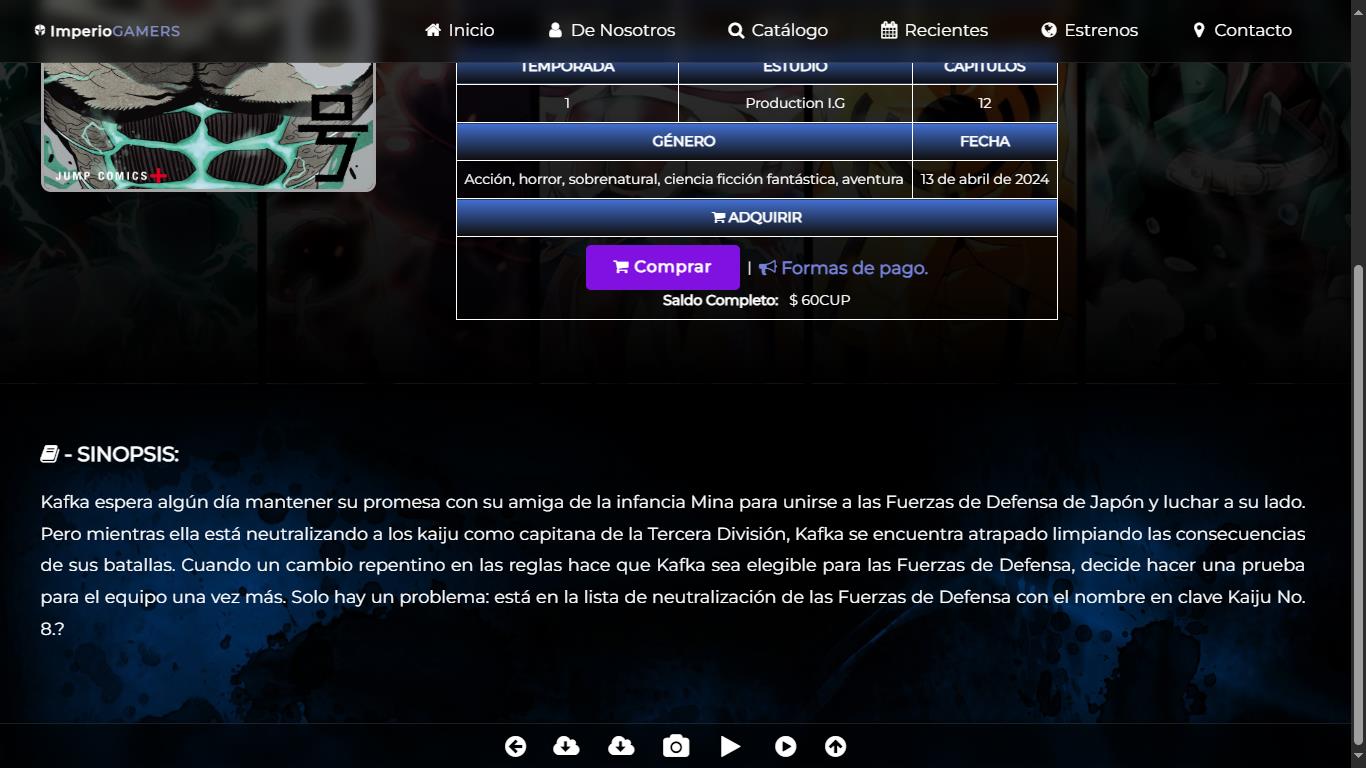 ImperioGAMERS Inicio De Nosotros Catálogo Recientes Estrenos Contacto
TEMPORADA ESTUDIO CAPITULOS
1 Production I.G 12
号
GÉNERO FECHA
JUMP COMICS+ Acción, horror, sobrenatural, ciencia ficción fantástica, aventura 13 de abril de 2024
ADQUIRIR
Comprar | Formas de pago.
Saldo Completo: $ 60CUP
- SINOPSIS:
Kafka espera algún día mantener su promesa con su amiga de la infancia Mina para unirse a las Fuerzas de Defensa de Japón y luchar a su lado.
Pero mientras ella está neutralizando a los kaiju como capitana de la Tercera División, Kafka se encuentra atrapado limpiando las consecuencias
de sus batallas. Cuando un cambio repentino en las reglas hace que Kafka sea elegible para las Fuerzas de Defensa, decide hacer una prueba
para el equipo una vez más. Solo hay un problema: está en la lista de neutralización de las Fuerzas de Defensa con el nombre en clave Kaiju No.
8.?